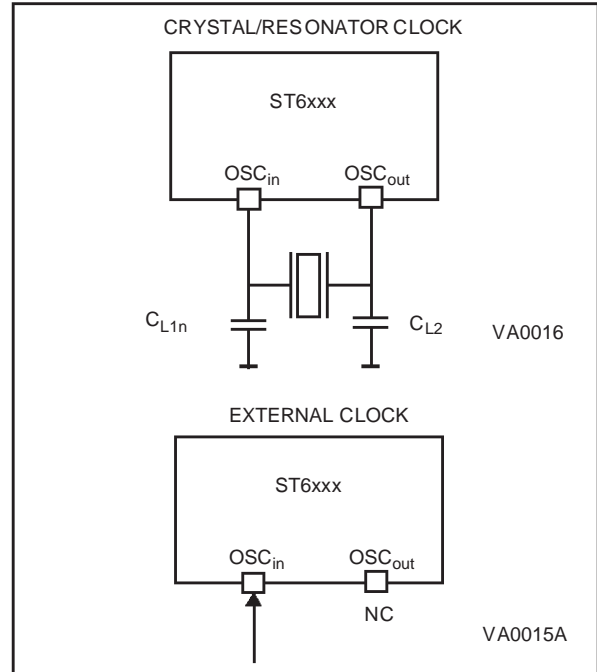 CRYSTAL/RESONATOR CLOCK
ST6xxx
OSCin OSCout
CL1n CL2
VA0016
EXTERNAL CLOCK
ST6xxx
OSCin OSCout
NC
VA0015A